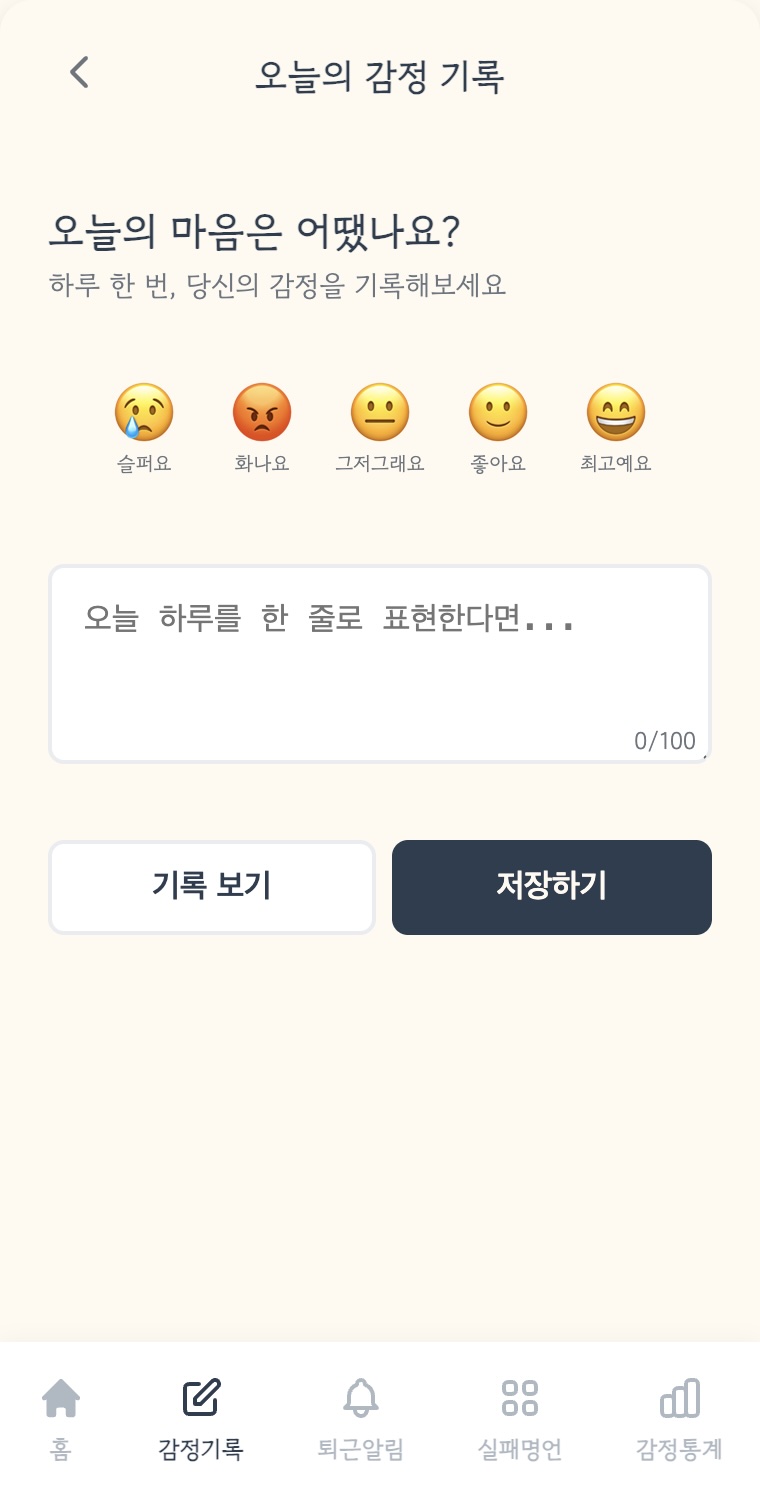 오늘의 감정 기록
오늘의 마음은 어땠나요?
하루 한 번, 당신의 감정을 기록해보세요
슬퍼요 화나요 그저그래요 좋아요 최고예요
오늘 하루를 한 줄로 표현한다면...
0/100
기록 보기 저장하기
홈 감정기록 퇴근알림 실패명언 감정통계